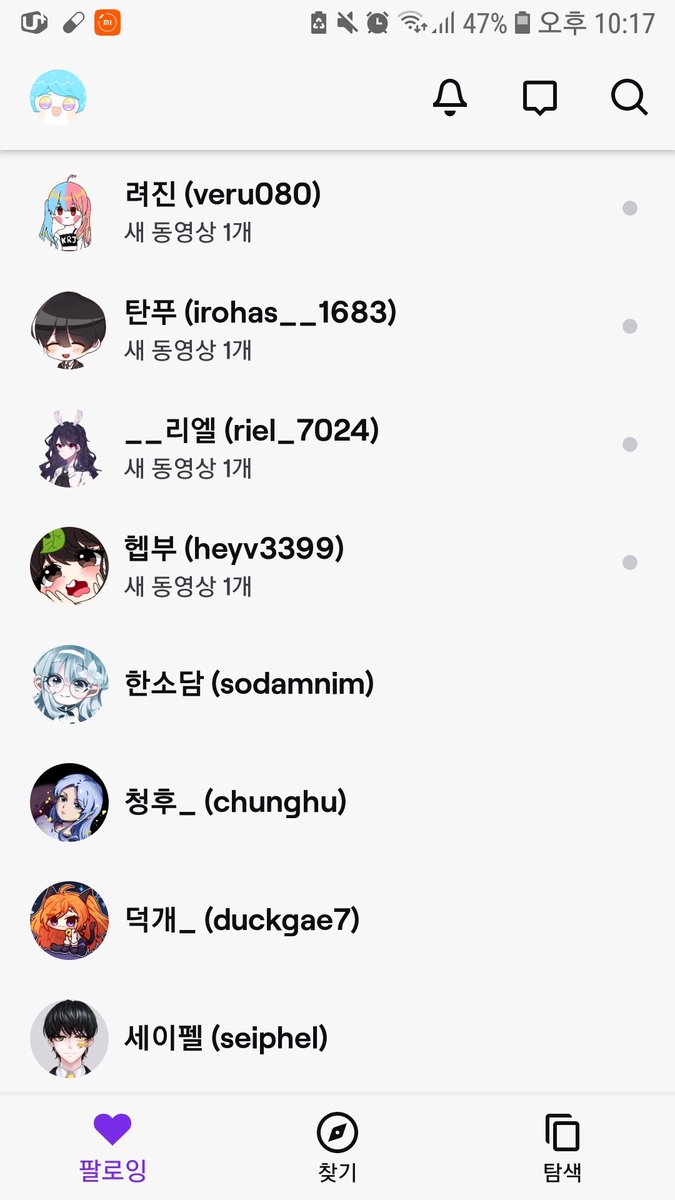 47% 오후 10:17
려진 (veru080)
새 동영상 1개
탄푸 (irohas__1683)
새 동영상 1개
__리엘 (riel_7024)
새 동영상 1개
헵부 (heyv3399)
새 동영상 1개
한소담 (sodamnim)
청후_ (chunghu)
덕개_ (duckgae7)
세이펠 (seiphel)
팔로잉 찾기 탐색